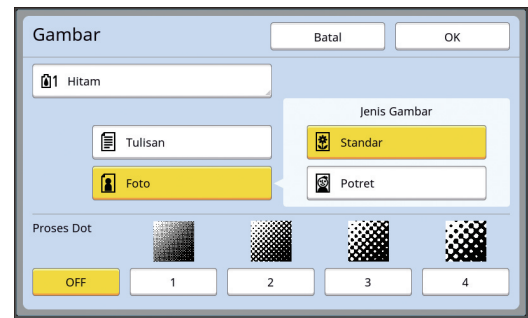 Gambar
Batal
OK
1 Hitam
Jenis Gambar
Tulisan
Standar
Foto
Potret
Proses Dot
OFF
1
2
3
4